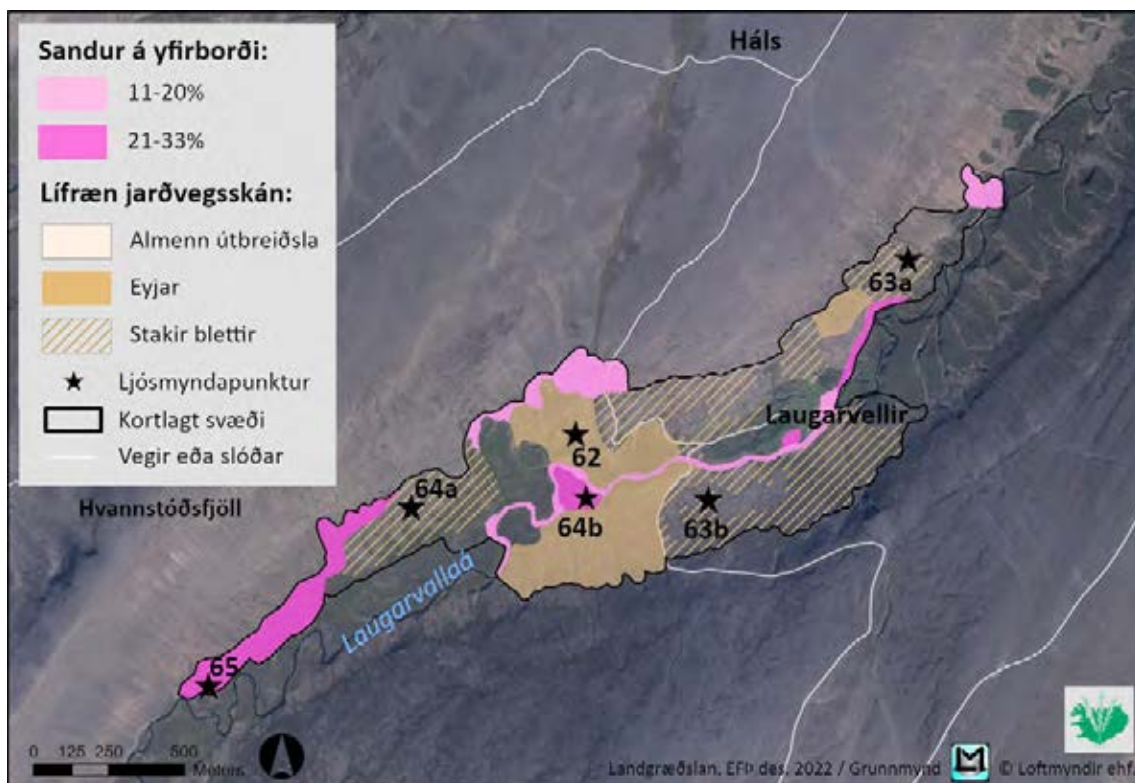 Sandur á yfirborði:
11-20%
21-33%
Lífræn jarðvegsskán:
Almenn útbreiðsla
Eyjar
Stakir blettir
Ljósmyndapunktur
Kortlagt svæði
Vegir eða slóðar
Háls
63a
Laugarvellir
62
64a
Hvannstóðsfjöll
64b
63b
Laugarvallaá
65
0 125 250 500
Meters
Landgræðslan, EFÞ des. 2022 / Grunnmynd © Loftmyndir ehf.